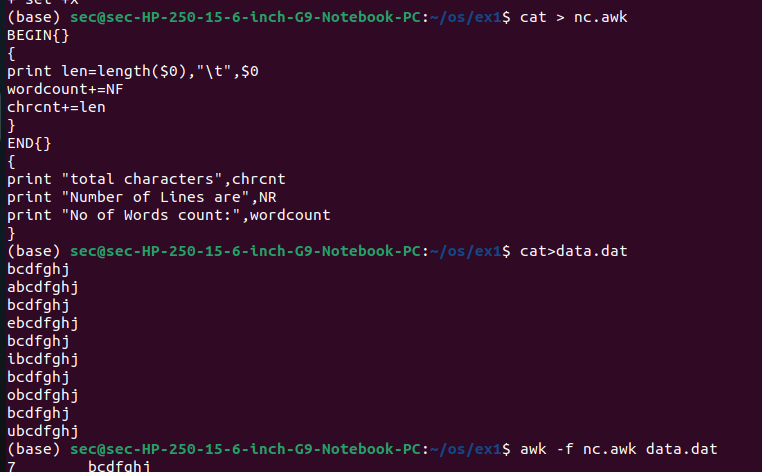 + set +x
(base) sec@sec-HP-250-15-6-inch-G9-Notebook-PC:~/os/ex1$ cat > nc.awk
BEGIN{}
{
print len=length($0),"\t",$0
wordcount+=NF
chrcnt+=len
}
END{}
{
print "total characters",chrcnt
print "Number of Lines are",NR
print "No of Words count:",wordcount
}
(base) sec@sec-HP-250-15-6-inch-G9-Notebook-PC:~/os/ex1$ cat>data.dat
bcdfghj
abcdfghj
bcdfghj
ebcdfghj
bcdfghj
ibcdfghj
bcdfghj
obcdfghj
bcdfghj
ubcdfghj
(base) sec@sec-HP-250-15-6-inch-G9-Notebook-PC:~/os/ex1$ awk -f nc.awk data.dat
7 bcdfghj